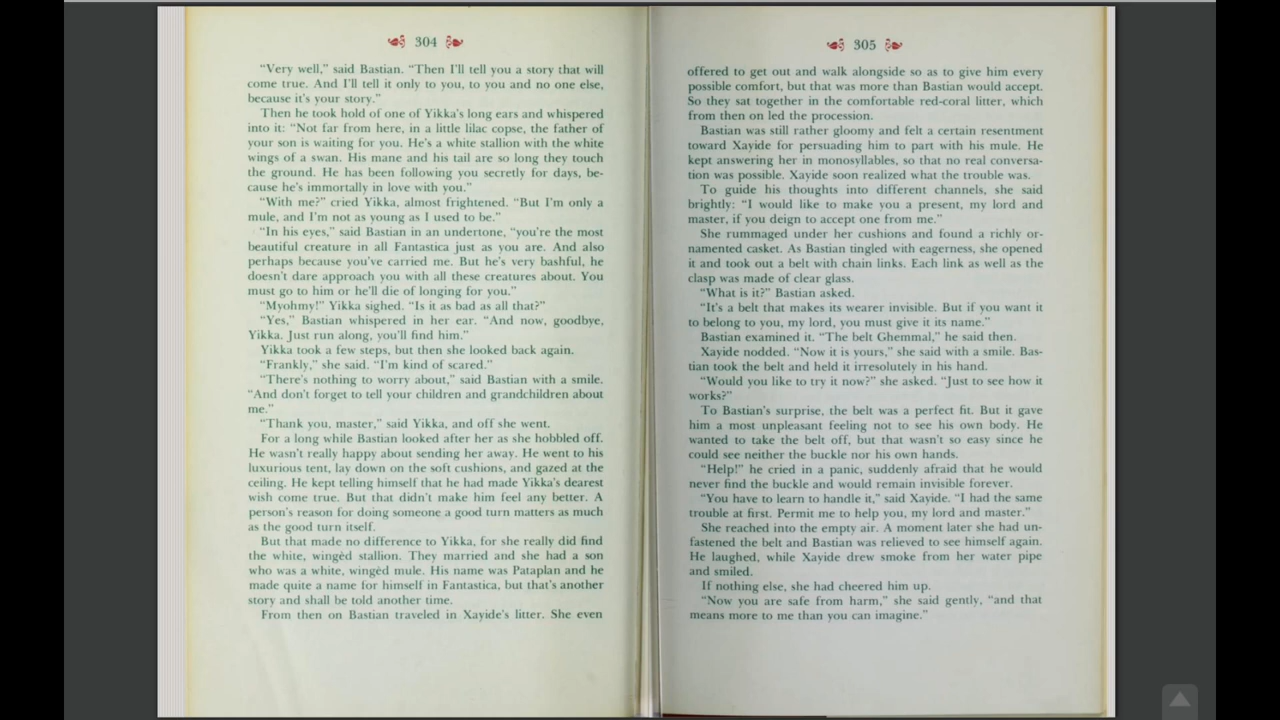 304
"Very well," said Bastian. "Then I'll tell you a story that will
come true. And I'll tell it only to you, to you and no one else,
because it's your story."
Then he took hold of one of Yikka's long ears and whispered
into it: "Not far from here, in a little lilac copse, the father of
your son is waiting for you. He's a white stallion with the white
wings of a swan. His mane and his tail are so long they touch
the ground. He has been following you secretly for days, be-
cause he's immortally in love with you."
"With me?" cried Yikka, almost frightened. "But I'm only a
mule, and I'm not as young as I used to be."
"In his eyes," said Bastian in an undertone, "you're the most
beautiful creature in all Fantastica just as you are. And also
perhaps because you've carried me. But he's very bashful, he
doesn't dare approach you with all these creatures about. You
must go to him or he'll die of longing for you."
"Myohmy!" Yikka sighed. "Is it as bad as all that?"
"Yes," Bastian whispered in her ear. "And now, goodbye,
Yikka. Just run along, you'll find him."
Yikka took a few steps, but then she looked back again.
"Frankly," she said. "I'm kind of scared."
"There's nothing to worry about," said Bastian with a smile.
"And don't forget to tell your children and grandchildren about
me."
"Thank you, master," said Yikka, and off she went.
For a long while Bastian looked after her as she hobbled off.
He wasn't really happy about sending her away. He went to his
luxurious tent, lay down on the soft cushions, and gazed at the
ceiling. He kept telling himself that he had made Yikka's dearest
wish come true. But that didn't make him feel any better. A
person's reason for doing someone a good turn matters as much
as the good turn itself.
But that made no difference to Yikka, for she really did find
the white, wingèd stallion. They married and she had a son
who was a white, wingèd mule. His name was Pataplan and he
made quite a name for himself in Fantastica, but that's another
story and shall be told another time.
From then on Bastian traveled in Xayide's litter. She even
305
offered to get out and walk alongside so as to give him every
possible comfort, but that was more than Bastian would accept.
So they sat together in the comfortable red-coral litter, which
from then on led the procession.
Bastian was still rather gloomy and felt a certain resentment
toward Xayide for persuading him to part with his mule. He
kept answering her in monosyllables, so that no real conversa-
tion was possible. Xayide soon realized what the trouble was.
To guide his thoughts into different channels, she said
brightly: "I would like to make you a present, my lord and
master, if you deign to accept one from me."
She rummaged under her cushions and found a richly or-
namented casket. As Bastian tingled with eagerness, she opened
it and took out a belt with chain links. Each link as well as the
clasp was made of clear glass.
"What is it?" Bastian asked.
"It's a belt that makes its wearer invisible. But if you want it
to belong to you, my lord, you must give it its name."
Bastian examined it. "The belt Ghemmal," he said then.
Xayide nodded. "Now it is yours," she said with a smile. Bas-
tian took the belt and held it irresolutely in his hand.
"Would you like to try it now?" she asked. "Just to see how it
works?"
To Bastian's surprise, the belt was a perfect fit. But it gave
him a most unpleasant feeling not to see his own body. He
wanted to take the belt off, but that wasn't so easy since he
could see neither the buckle nor his own hands.
"Help!" he cried in a panic, suddenly afraid that he would
never find the buckle and would remain invisible forever.
"You have to learn to handle it," said Xayide. "I had the same
trouble at first. Permit me to help you, my lord and master."
She reached into the empty air. A moment later she had un-
fastened the belt and Bastian was relieved to see himself again.
He laughed, while Xayide drew smoke from her water pipe
and smiled.
If nothing else, she had cheered him up.
"Now you are safe from harm," she said gently, "and that
means more to me than you can imagine."